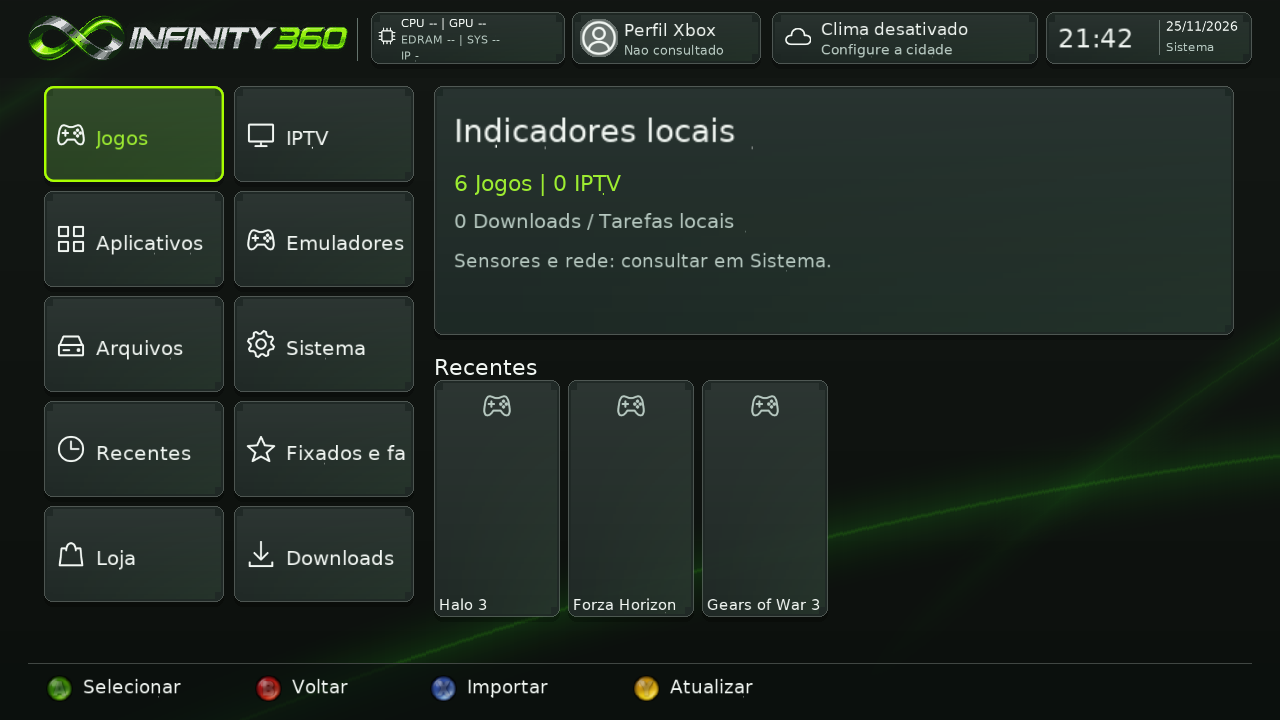 INFINITY 360
CPU -- | GPU --
EDRAM -- | SYS --
IP -
Perfil Xbox
Nao consultado
Clima desativado
Configure a cidade
21:42
25/11/2026
Sistema
Jogos
IPTV
Aplicativos
Emuladores
Arquivos
Sistema
Recentes
Fixados e fa
Loja
Downloads
Indicadores locais
6 Jogos | 0 IPTV
0 Downloads / Tarefas locais
Sensores e rede: consultar em Sistema.
Recentes
Halo 3
Forza Horizon
Gears of War 3
Selecionar
Voltar
Importar
Atualizar